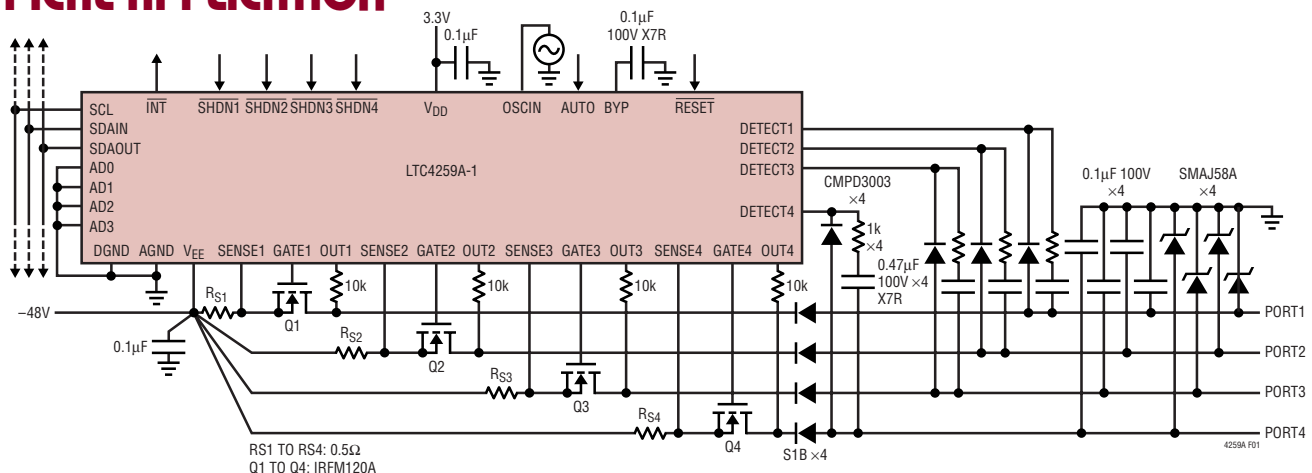 3.3V
0.1µF
0.1µF
100V X7R
SCL
SDAIN
SDAOUT
AD0
AD1
AD2
AD3
INT
SHDN1
SHDN2
SHDN3
SHDN4
VDD
OSCIN
AUTO
BYP
RESET
LTC4259A-1
DETECT1
DETECT2
DETECT3
DETECT4
DGND
AGND
VEE
SENSE1
GATE1
OUT1
SENSE2
GATE2
OUT2
SENSE3
GATE3
OUT3
SENSE4
GATE4
OUT4
CMPD3003
×4
1k
×4
0.47µF
100V ×4
X7R
0.1µF 100V
×4
SMAJ58A
×4
10k
10k
10k
10k
–48V
RS1
Q1
PORT1
0.1µF
RS2
Q2
PORT2
RS3
Q3
PORT3
RS4
Q4
S1B ×4
PORT4
RS1 TO RS4: 0.5Ω
Q1 TO Q4: IRFM120A
4259A F01